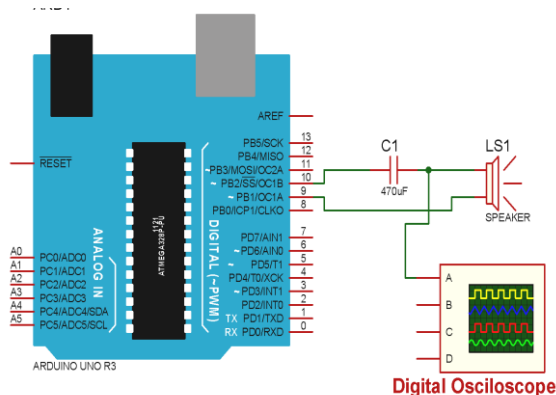 RESET
AREF
PB5/SCK 13
PB4/MISO 12
~PB3/MOSI/OC2A 11
~PB2/SS/OC1B 10
~PB1/OC1A 9
PB0/ICP1/CLKO 8
PD7/AIN1 7
~PD6/AIN0 6
~PD5/T1 5
PD4/T0/XCK 4
~PD3/INT1 3
PD2/INT0 2
TX PD1/TXD 1
RX PD0/RXD 0
DIGITAL (~PWM)
ATMEGA328P-PU
1121
ANALOG IN
A0 PC0/ADC0
A1 PC1/ADC1
A2 PC2/ADC2
A3 PC3/ADC3
A4 PC4/ADC4/SDA
A5 PC5/ADC5/SCL
ARDUINO UNO R3
C1
470uF
LS1
SPEAKER
A
B
C
D
Digital Osciloscope